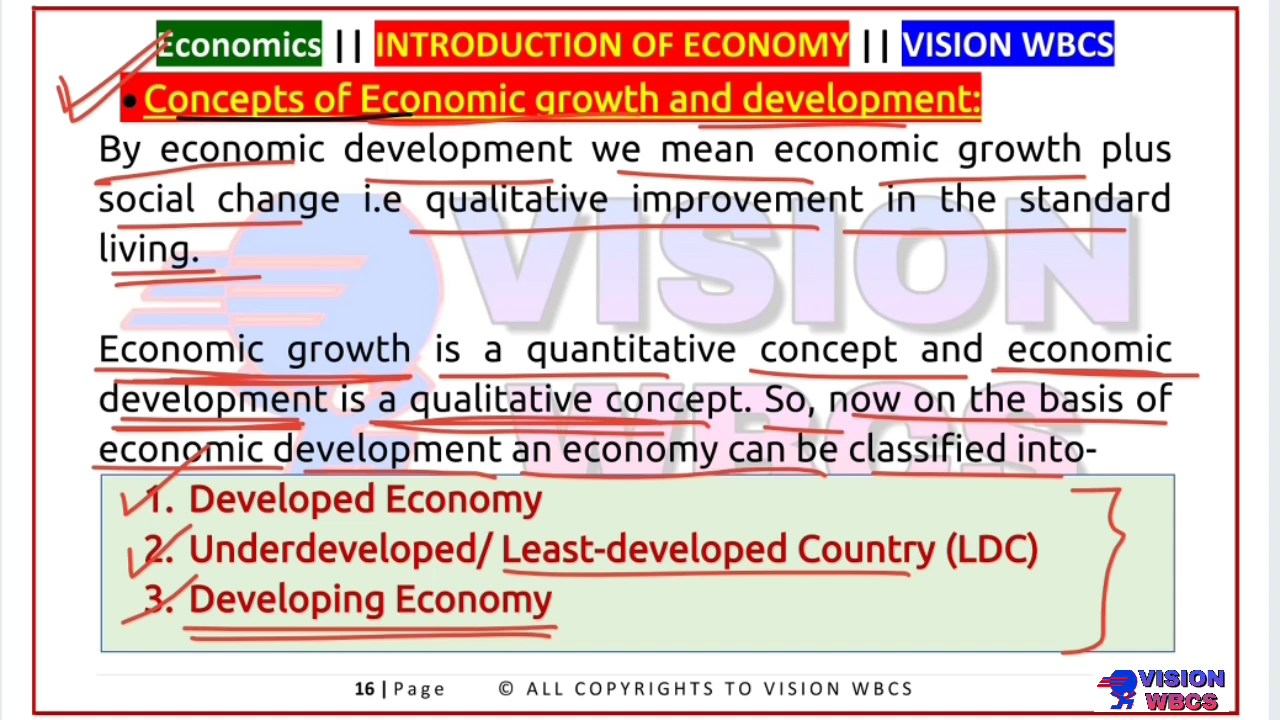 Economics || INTRODUCTION OF ECONOMY || VISION WBCS
• Concepts of Economic growth and development:
By economic development we mean economic growth plus
social change i.e qualitative improvement in the standard
living.
Economic growth is a quantitative concept and economic
development is a qualitative concept. So, now on the basis of
economic development an economy can be classified into-
1. Developed Economy
2. Underdeveloped/ Least-developed Country (LDC)
3. Developing Economy
VISION
WBCS
16 | Page © ALL COPYRIGHTS TO VISION WBCS
VISION
WBCS